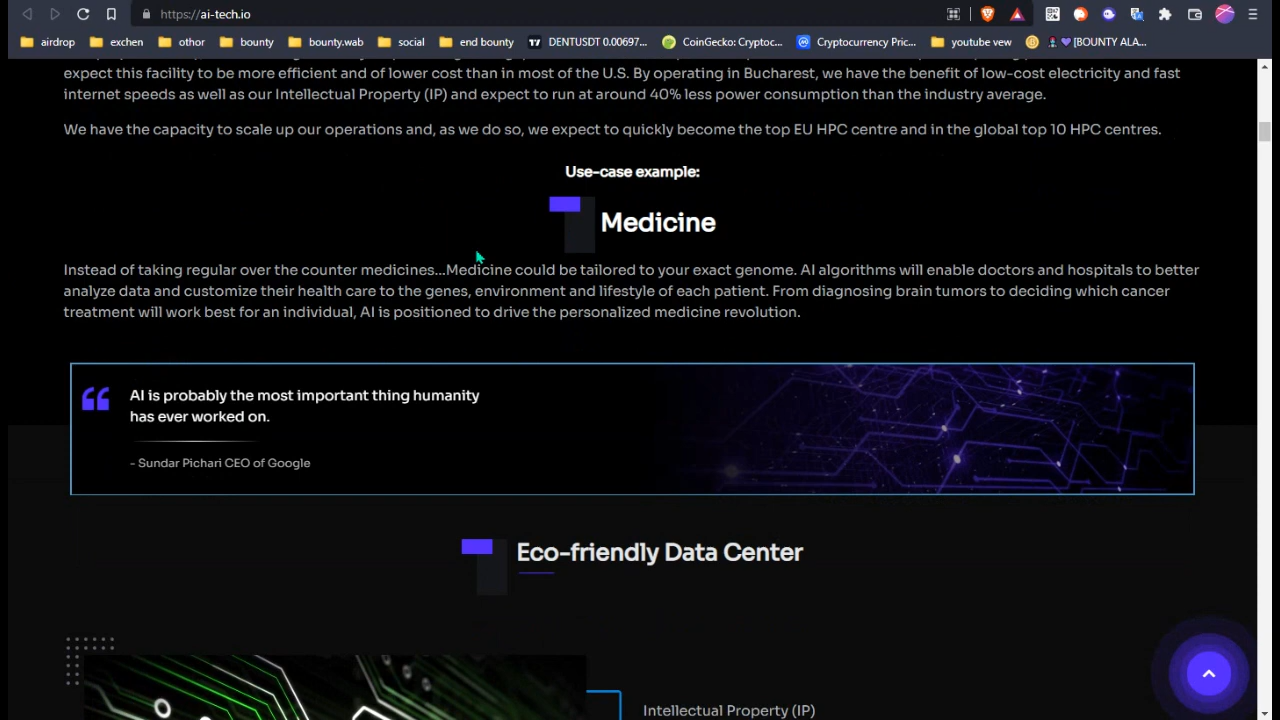 https://ai-tech.io
airdrop exchen othor bounty bounty.wab social end bounty DENTUSDT 0.00697... CoinGecko: Cryptoc... Cryptocurrency Pric... youtube vew [BOUNTY ALA...
expect this facility to be more efficient and of lower cost than in most of the U.S. By operating in Bucharest, we have the benefit of low-cost electricity and fast
internet speeds as well as our Intellectual Property (IP) and expect to run at around 40% less power consumption than the industry average.
We have the capacity to scale up our operations and, as we do so, we expect to quickly become the top EU HPC centre and in the global top 10 HPC centres.
Use-case example:
Medicine
Instead of taking regular over the counter medicines...Medicine could be tailored to your exact genome. AI algorithms will enable doctors and hospitals to better
analyze data and customize their health care to the genes, environment and lifestyle of each patient. From diagnosing brain tumors to deciding which cancer
treatment will work best for an individual, AI is positioned to drive the personalized medicine revolution.
AI is probably the most important thing humanity
has ever worked on.
- Sundar Pichari CEO of Google
Eco-friendly Data Center
Intellectual Property (IP)